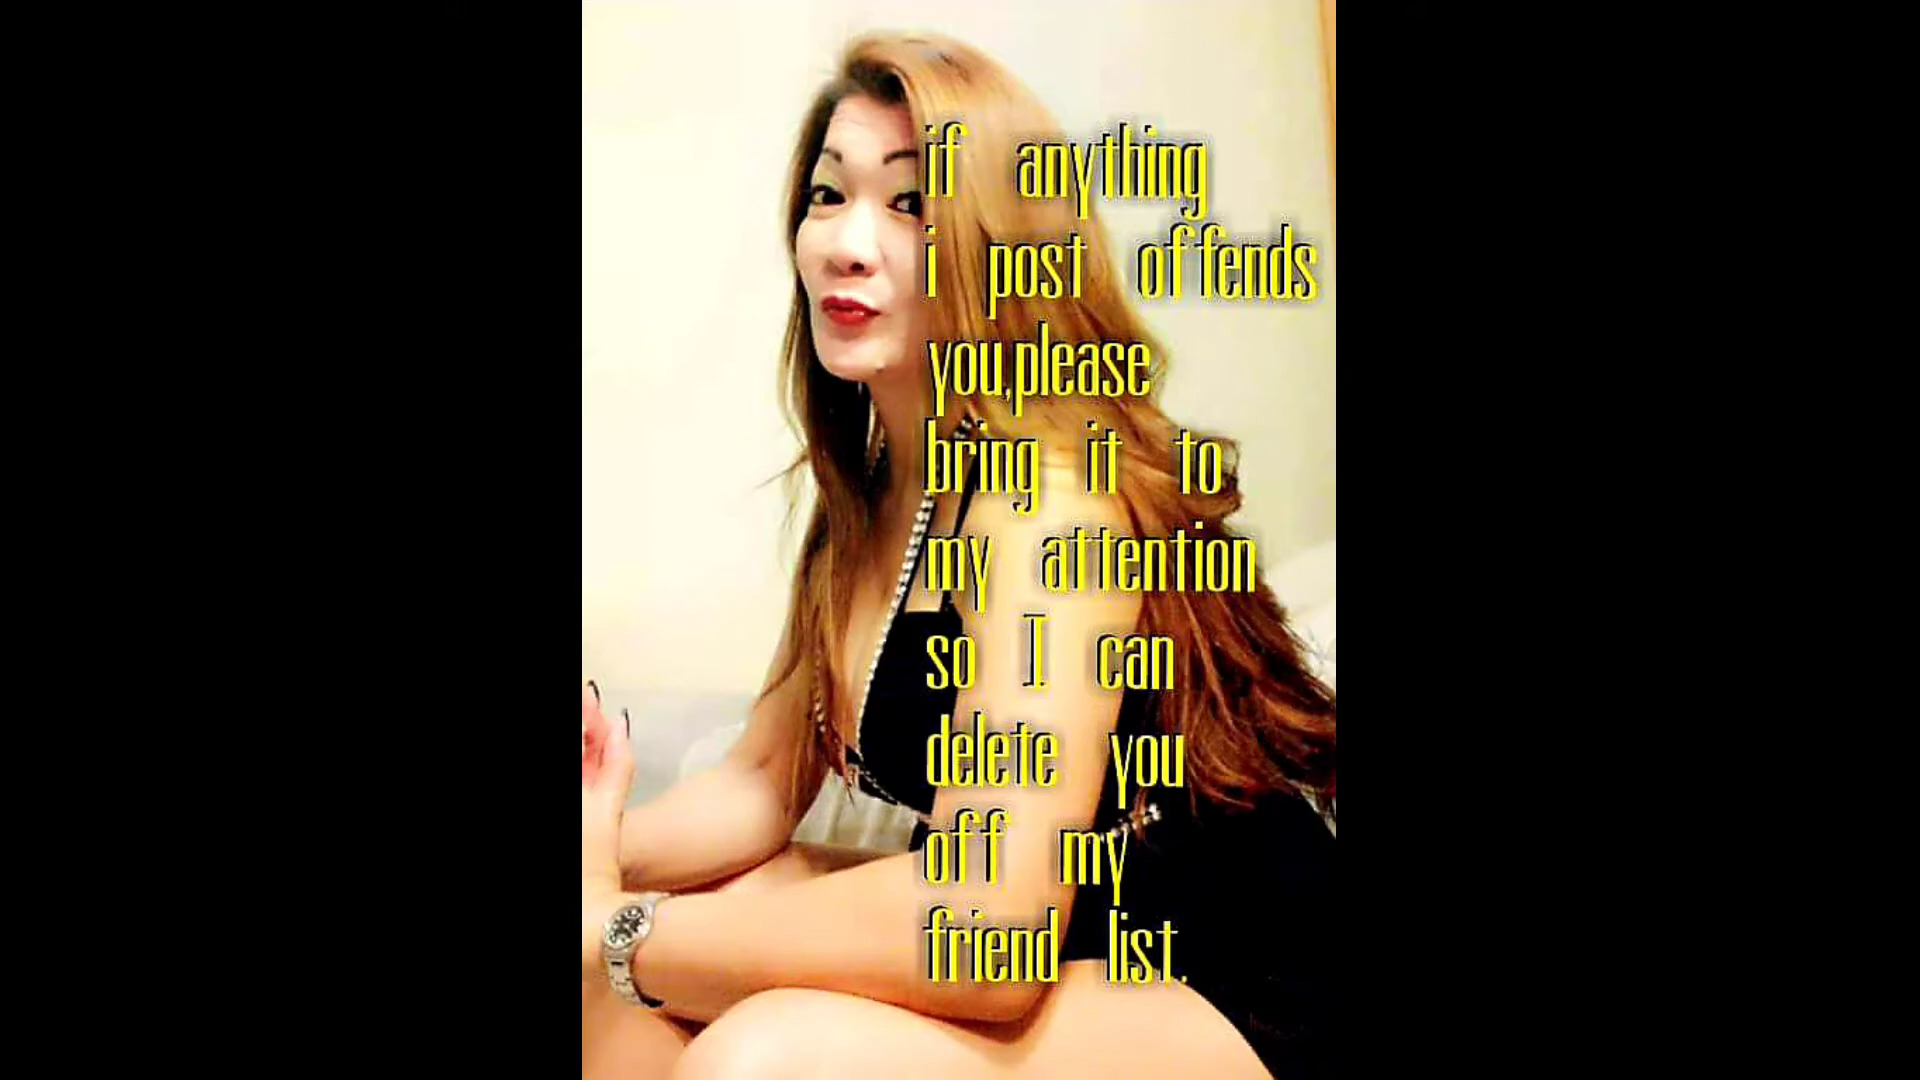 if anything
i post offends
you,please
bring it to
my attention
so I can
delete you
off my
friend list.